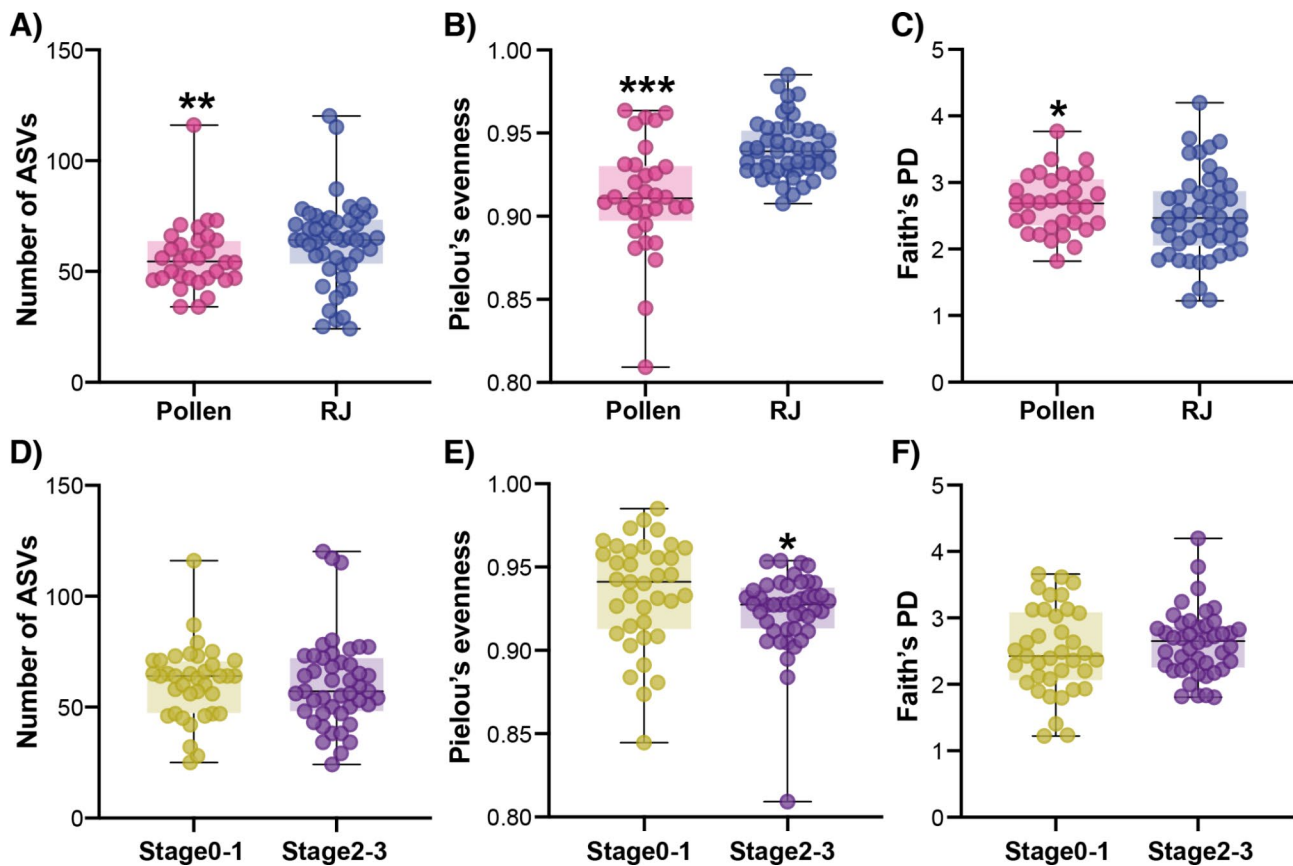 A)
Number of ASVs
150
100
50
0
**
Pollen
RJ
B)
Pielou's evenness
1.00
0.95
0.90
0.85
0.80
***
Pollen
RJ
C)
Faith's PD
5
4
3
2
1
0
*
Pollen
RJ
D)
Number of ASVs
150
100
50
0
Stage0-1
Stage2-3
E)
Pielou's evenness
1.00
0.95
0.90
0.85
0.80
*
Stage0-1
Stage2-3
F)
Faith's PD
5
4
3
2
1
0
Stage0-1
Stage2-3